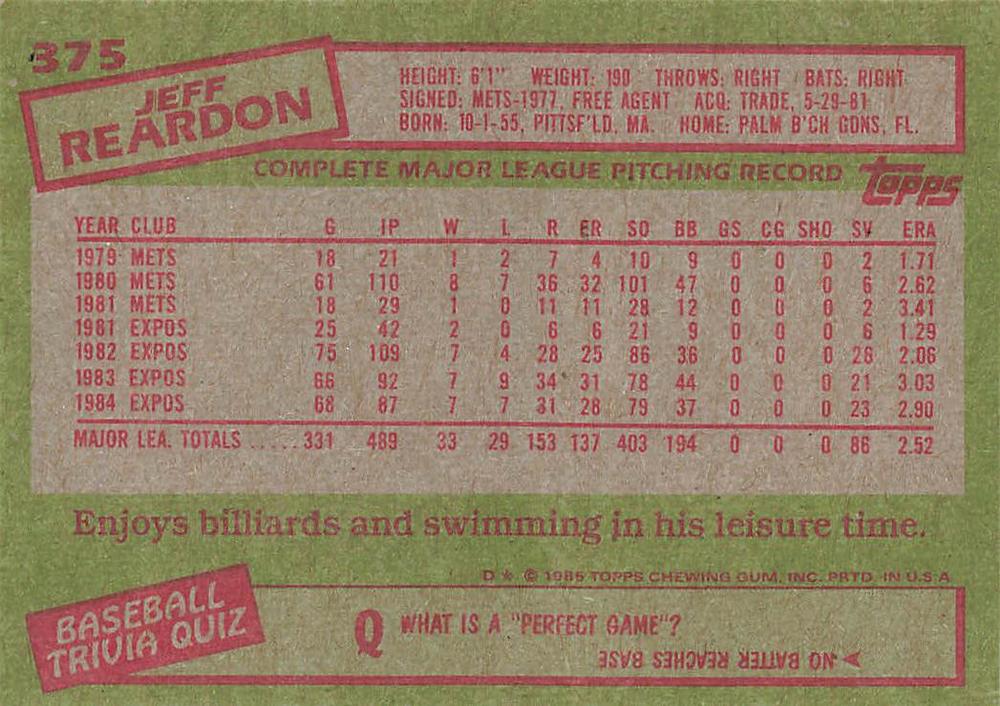 375
JEFF
REARDON
HEIGHT: 6'1" WEIGHT: 190 THROWS: RIGHT BATS: RIGHT
SIGNED: METS-1977, FREE AGENT ACQ: TRADE, 5-29-81
BORN: 10-1-55, PITTSF'LD, MA. HOME: PALM B'CH GDNS, FL.
COMPLETE MAJOR LEAGUE PITCHING RECORD
topps
YEAR CLUB G IP W L R ER SO BB GS CG SHO SV ERA
1979 METS 18 21 1 2 7 4 10 9 0 0 0 2 1.71
1980 METS 61 110 8 7 36 32 101 47 0 0 0 6 2.62
1981 METS 18 29 1 0 11 11 28 12 0 0 0 2 3.41
1981 EXPOS 25 42 2 0 6 6 21 9 0 0 0 6 1.29
1982 EXPOS 75 109 7 4 28 25 86 36 0 0 0 26 2.06
1983 EXPOS 66 92 7 9 34 31 78 44 0 0 0 21 3.03
1984 EXPOS 68 87 7 7 31 28 79 37 0 0 0 23 2.90
MAJOR LEA. TOTALS ..... 331 489 33 29 153 137 403 194 0 0 0 86 2.52
Enjoys billiards and swimming in his leisure time.
D * © 1985 TOPPS CHEWING GUM, INC. PRTD. IN U.S.A.
BASEBALL
TRIVIA QUIZ
Q WHAT IS A "PERFECT GAME"?
➤ NO BATTER REACHES BASE